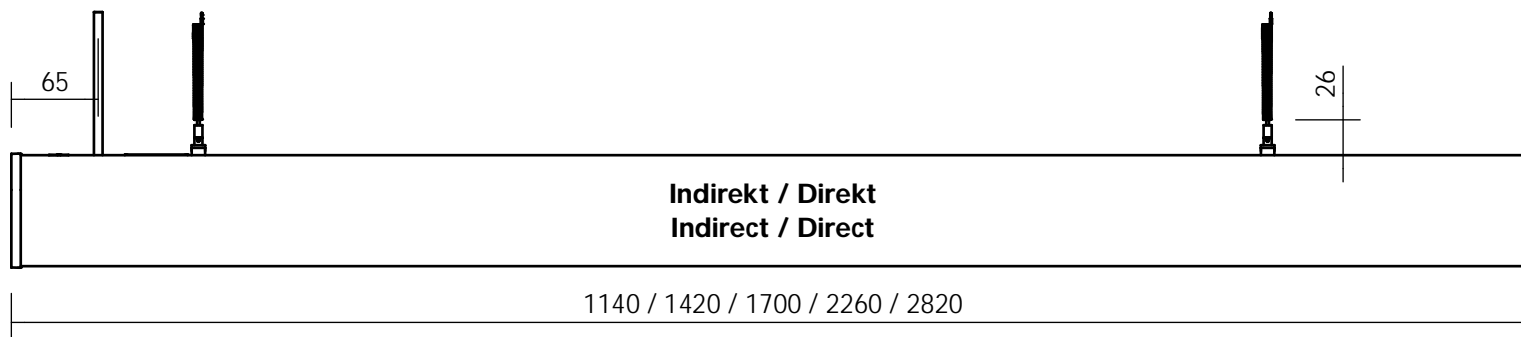 65
26
Indirekt / Direkt
Indirect / Direct
1140 / 1420 / 1700 / 2260 / 2820